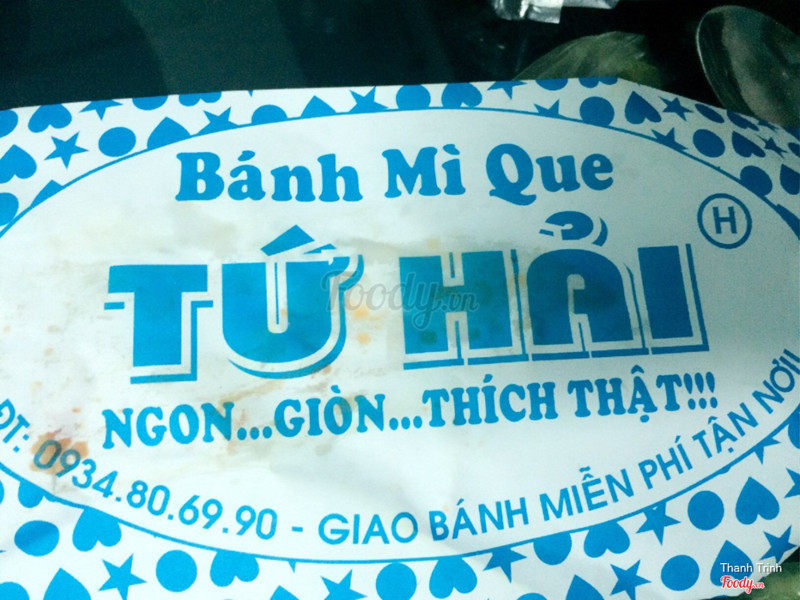 Bánh Mì Que
H
TỨ HẢI
Foody.vn
NGON...GIÒN...THÍCH THẬT!!!
ĐT: 0934.80.69.90 - GIAO BÁNH MIỄN PHÍ TẬN NƠI!
Thanh Trinh
Foody.vn